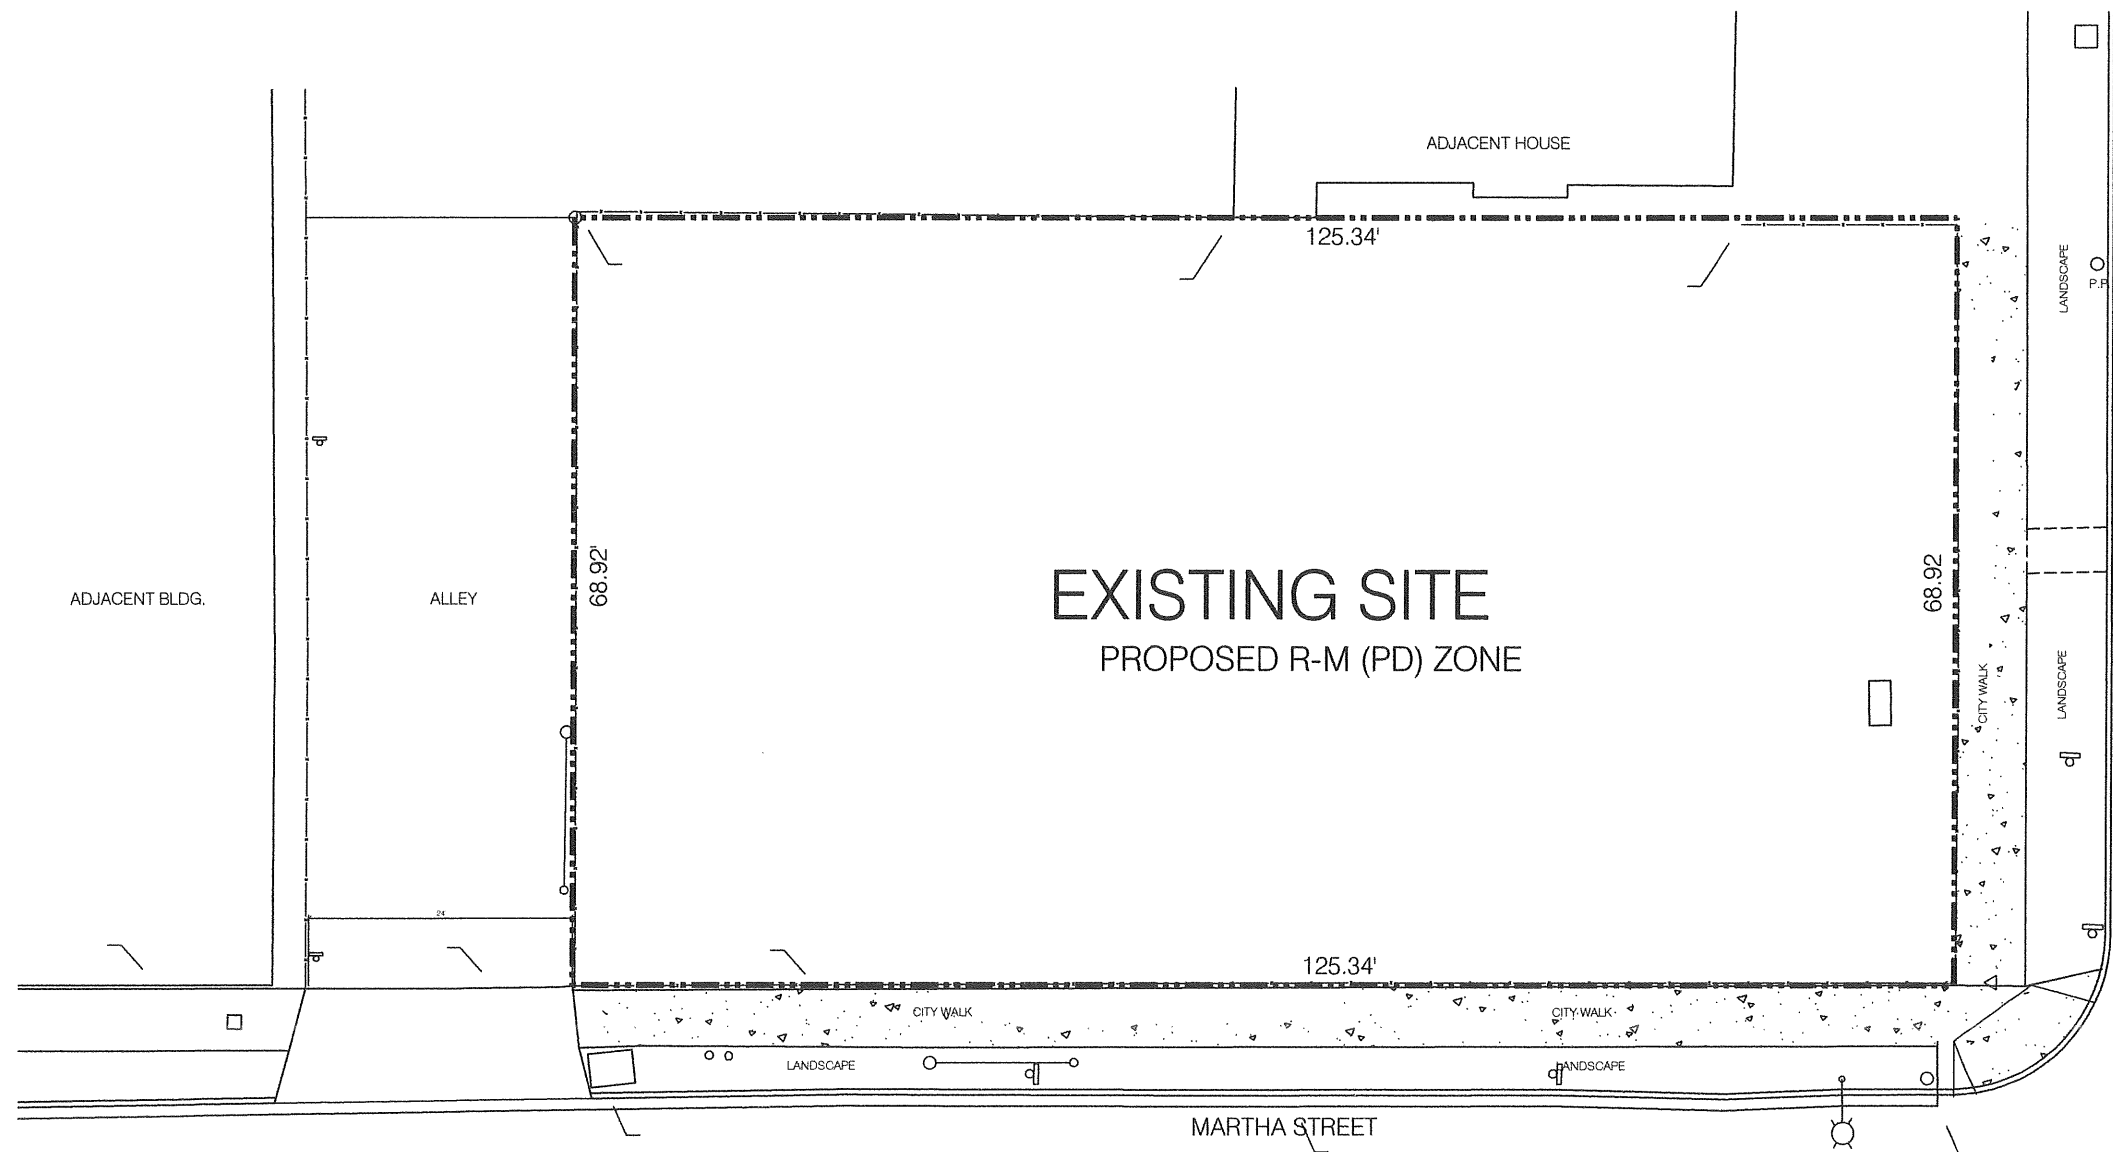 ADJACENT HOUSE
125.34'
LANDSCAPE
P.P.
68.92'
EXISTING SITE
68.92
ADJACENT BLDG.
ALLEY
PROPOSED R-M (PD) ZONE
CITY WALK
LANDSCAPE
24
125.34'
CITY WALK
CITY WALK
LANDSCAPE
LANDSCAPE
MARTHA STREET